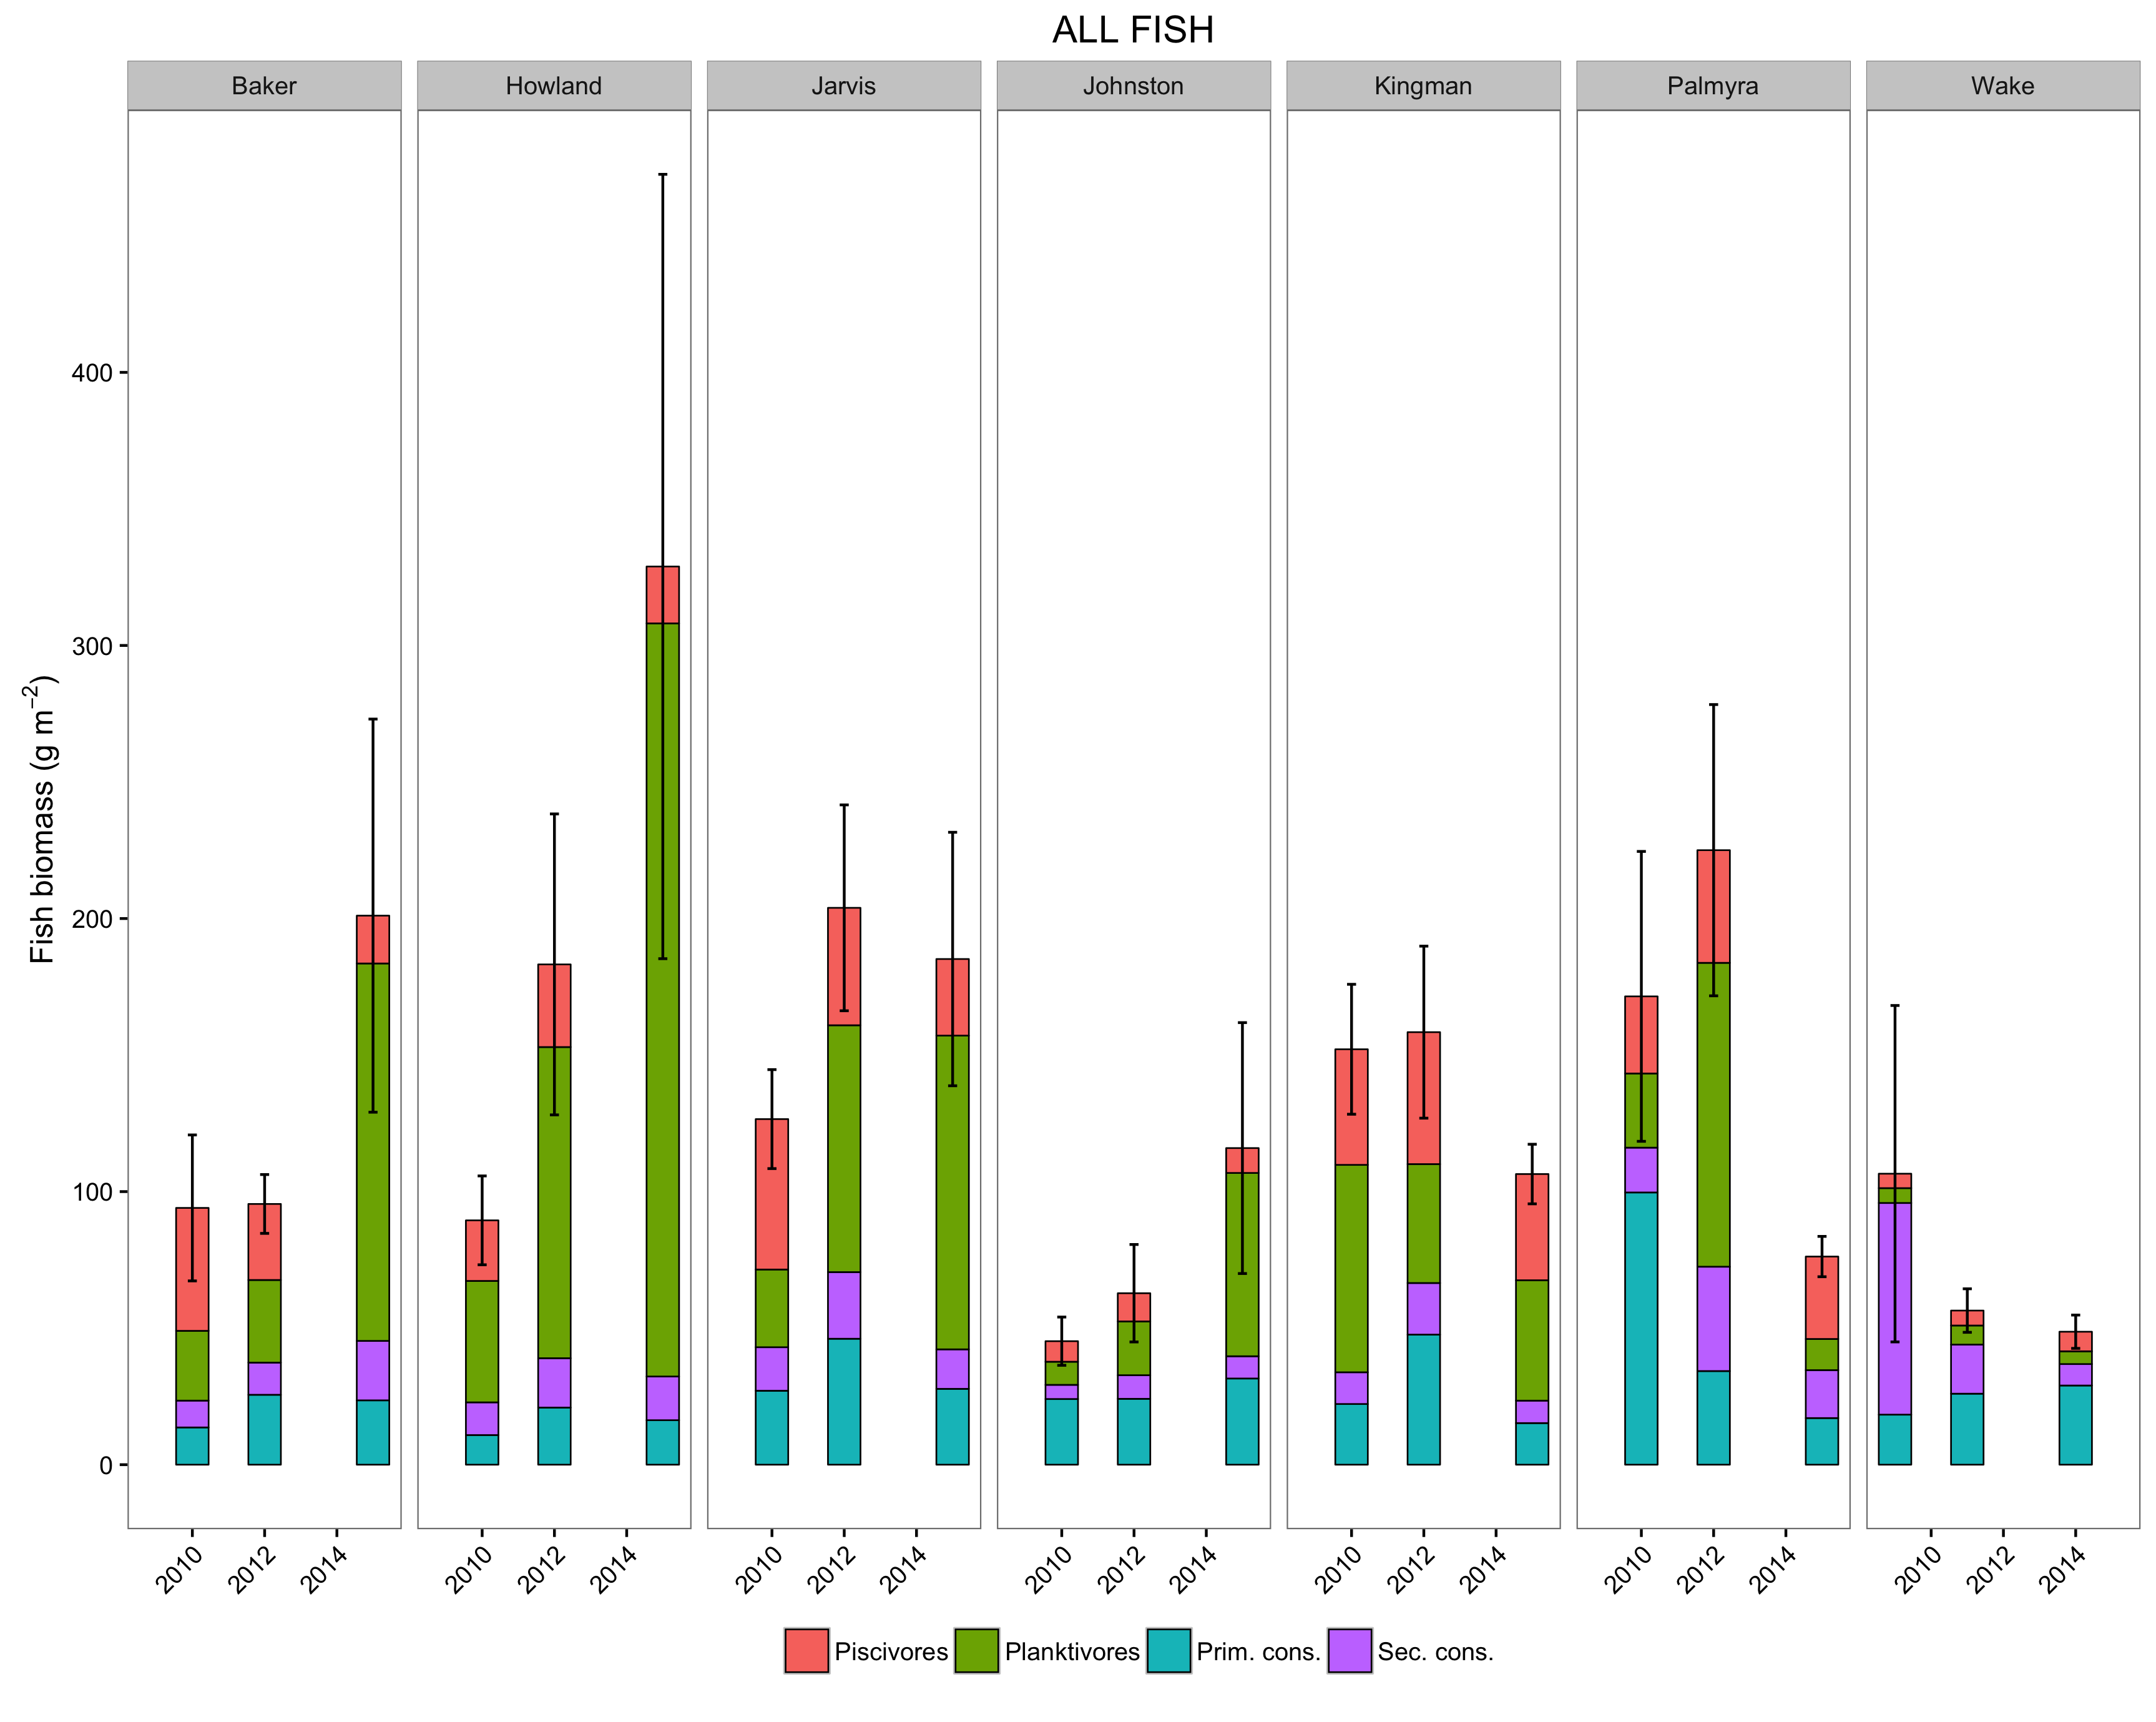 ALL FISH
Baker Howland Jarvis Johnston Kingman Palmyra Wake
Fish biomass (g m⁻²)
400
300
200
100
0
2010 2012 2014 2010 2012 2014 2010 2012 2014 2010 2012 2014 2010 2012 2014 2010 2012 2014 2010 2012 2014
Piscivores Planktivores Prim. cons. Sec. cons.